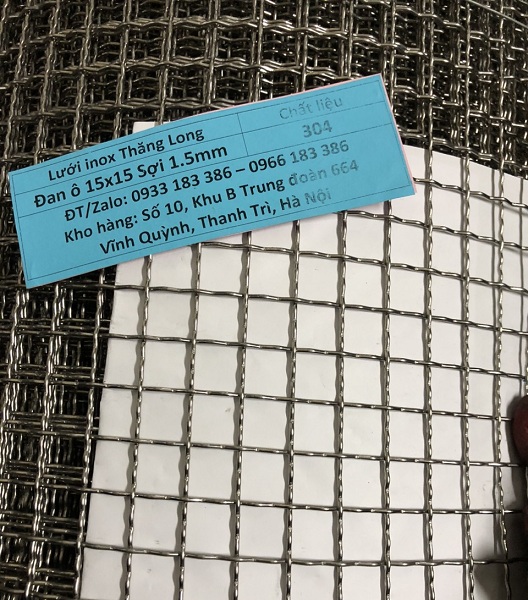 Lưới inox Thăng Long
Chất liệu
Đan ô 15x15 Sợi 1.5mm
304
ĐT/Zalo: 0933 183 386 – 0966 183 386
Kho hàng: Số 10, Khu B Trung đoàn 664
Vĩnh Quỳnh, Thanh Trì, Hà Nội